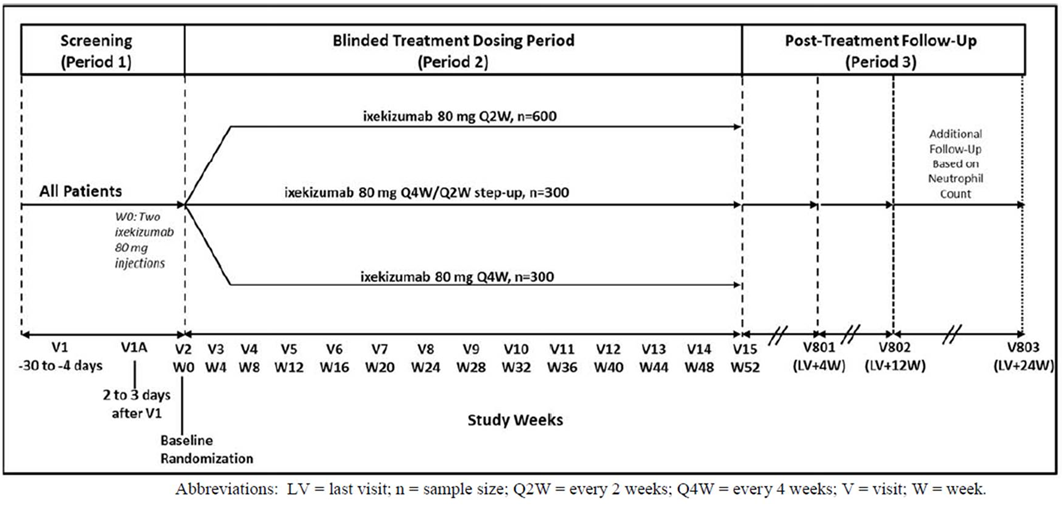 Screening
(Period 1)
Blinded Treatment Dosing Period
(Period 2)
Post-Treatment Follow-Up
(Period 3)
ixekizumab 80 mg Q2W, n=600
Additional
Follow-Up
Based on
Neutrophil
Count
All Patients
ixekizumab 80 mg Q4W/Q2W step-up, n=300
W0: Two
ixekizumab
80 mg
injections
ixekizumab 80 mg Q4W, n=300
V1 V1A V2 V3 V4 V5 V6 V7 V8 V9 V10 V11 V12 V13 V14 V15 V801 V802 V803
-30 to -4 days W0 W4 W8 W12 W16 W20 W24 W28 W32 W36 W40 W44 W48 W52 (LV+4W) (LV+12W) (LV+24W)
2 to 3 days
after V1
Study Weeks
Baseline
Randomization
Abbreviations: LV = last visit; n = sample size; Q2W = every 2 weeks; Q4W = every 4 weeks; V = visit; W = week.